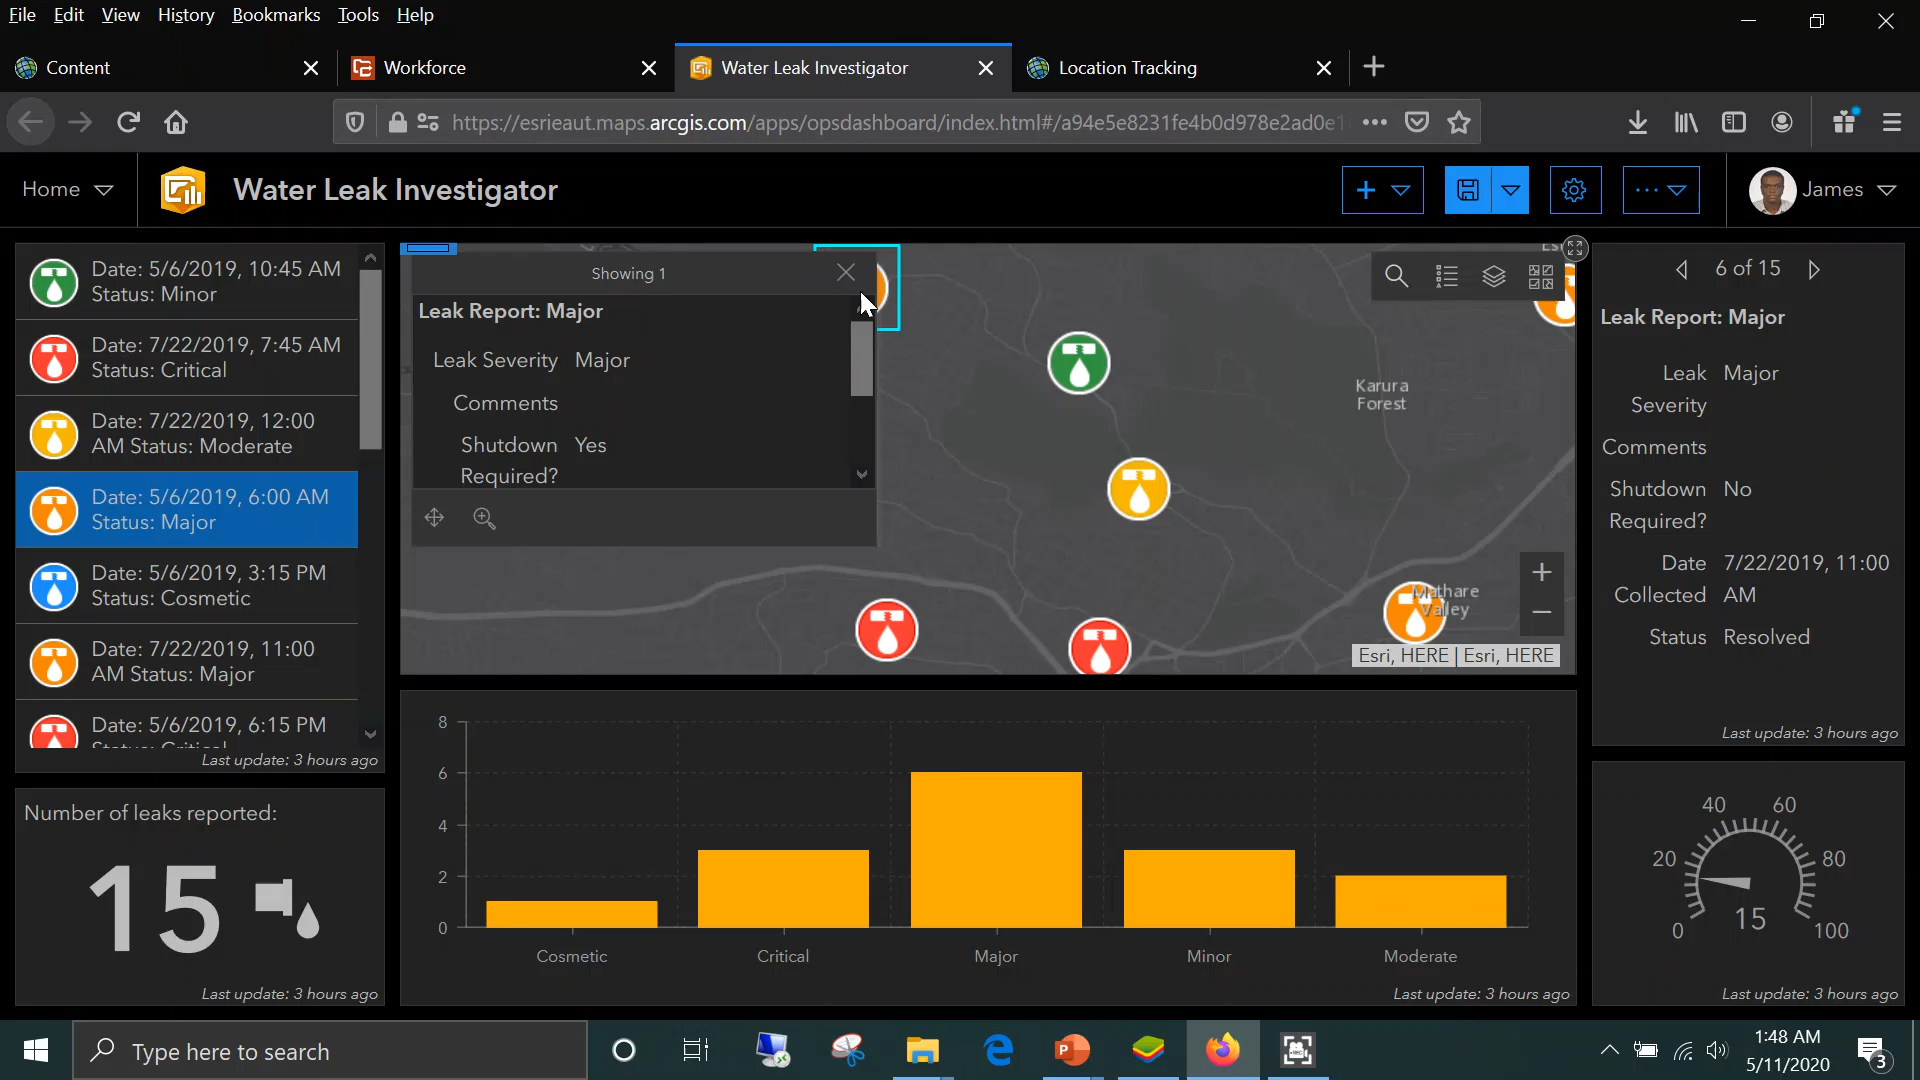 File Edit View History Bookmarks Tools Help
Content
Workforce
Water Leak Investigator
Location Tracking
https://esrieaut.maps.arcgis.com/apps/opsdashboard/index.html#/a94e5e8231fe4b0d978e2ad0e1
Home
Water Leak Investigator
James
Date: 5/6/2019, 10:45 AM
Status: Minor
Date: 7/22/2019, 7:45 AM
Status: Critical
Date: 7/22/2019, 12:00
AM Status: Moderate
Date: 5/6/2019, 6:00 AM
Status: Major
Date: 5/6/2019, 3:15 PM
Status: Cosmetic
Date: 7/22/2019, 11:00
AM Status: Major
Date: 5/6/2019, 6:15 PM
Status: Critical
Last update: 3 hours ago
Number of leaks reported:
15
Last update: 3 hours ago
Showing 1
Leak Report: Major
Leak Severity Major
Comments
Shutdown Yes
Required?
Karura
Forest
Mathare
Valley
Esri, HERE | Esri, HERE
8
6
4
2
0
Cosmetic Critical Major Minor Moderate
Last update: 3 hours ago
6 of 15
Leak Report: Major
Leak Major
Severity
Comments
Shutdown No
Required?
Date 7/22/2019, 11:00
Collected AM
Status Resolved
Last update: 3 hours ago
40 60
20 80
0 15 100
Last update: 3 hours ago
Type here to search
1:48 AM
5/11/2020
3